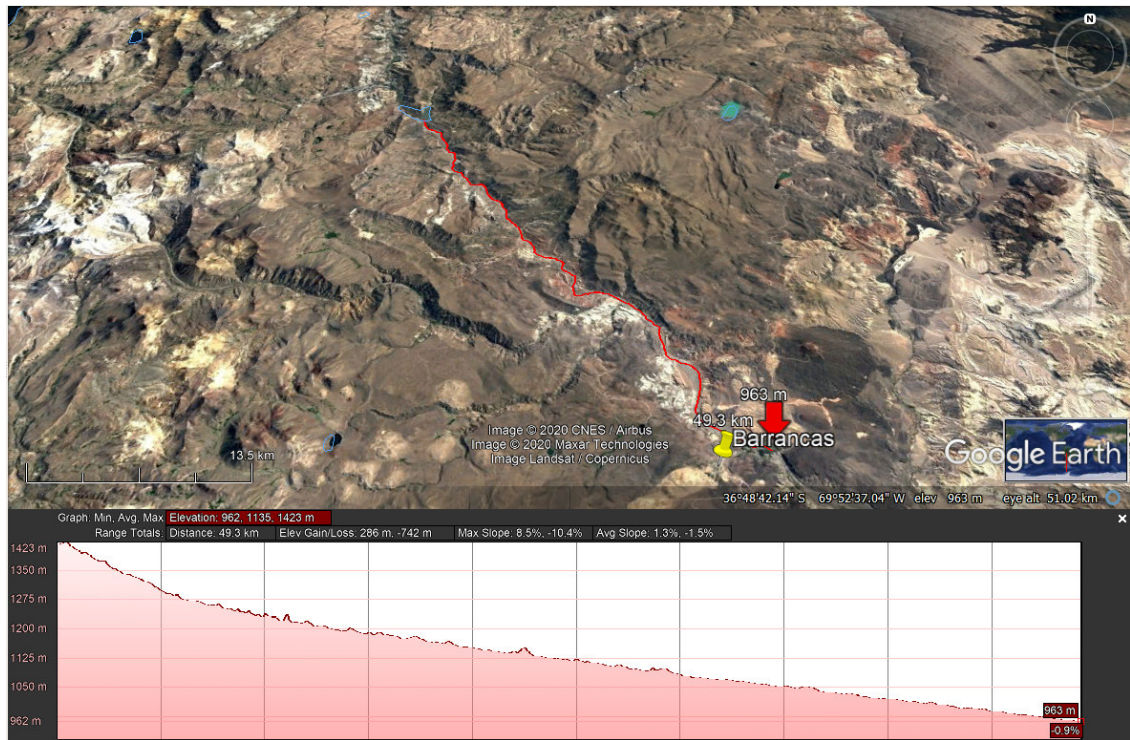 N
963 m
49.3 km
Barrancas
Image © 2020 CNES / Airbus
Image © 2020 Maxar Technologies
Image Landsat / Copernicus
13.5 km
Google Earth
36°48'42.14" S 69°52'37.04" W elev 963 m eye alt 51.02 km
Graph: Min, Avg, Max Elevation: 962, 1135, 1423 m
Range Totals: Distance: 49.3 km Elev Gain/Loss: 286 m, -742 m Max Slope: 8.5%, -10.4% Avg Slope: 1.3%, -1.5%
1423 m
1350 m
1275 m
1200 m
1125 m
1050 m
962 m
963 m
-0.9%